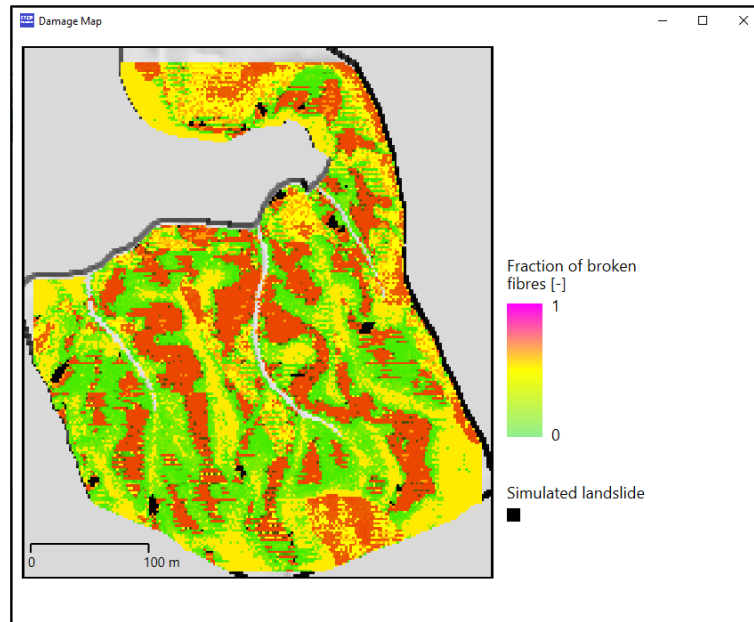 Damage Map
Fraction of broken
fibres [-]
1
0
Simulated landslide
0
100 m